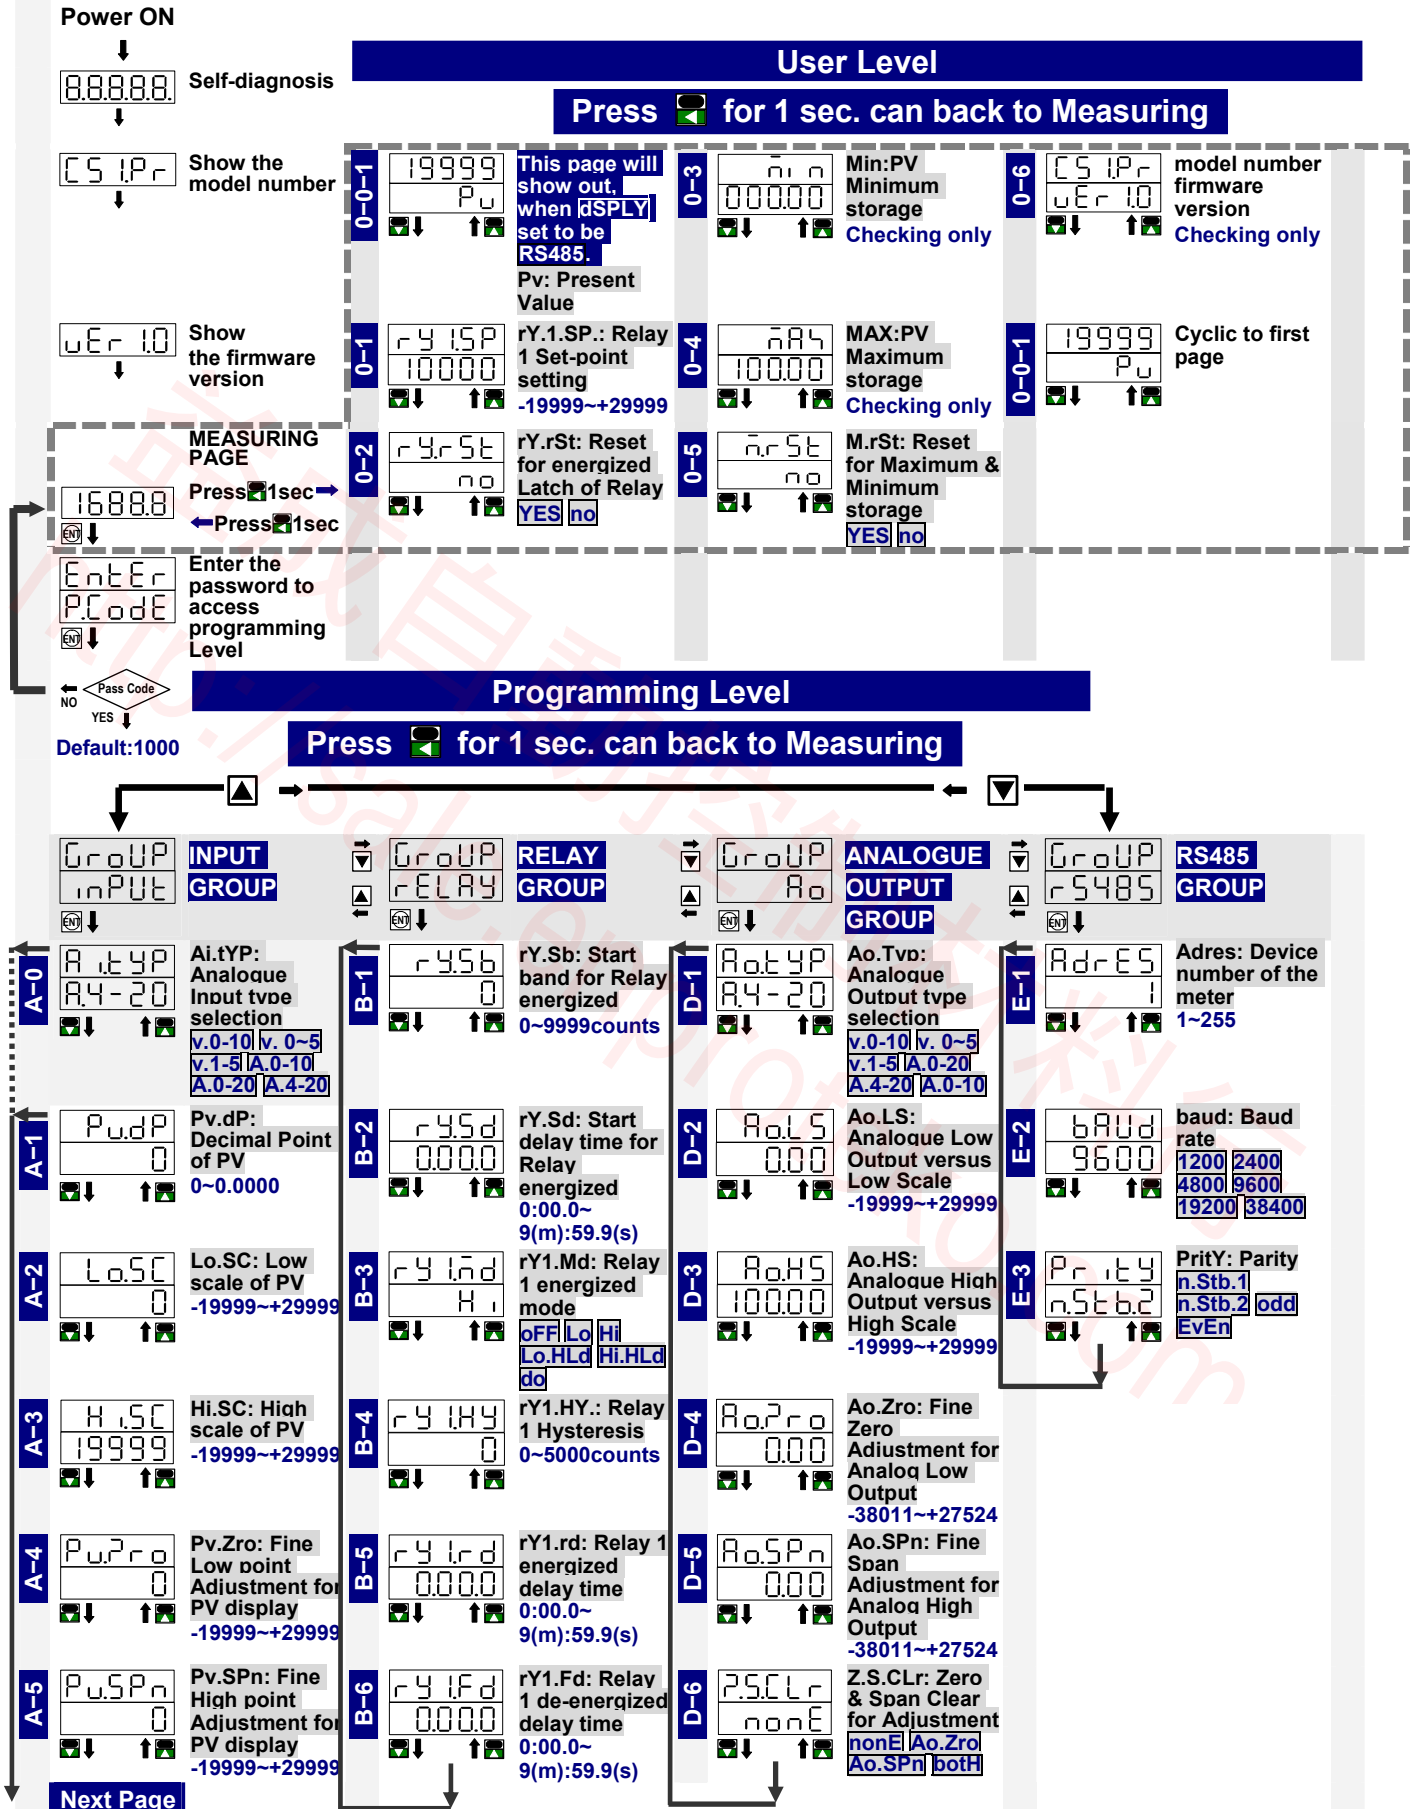 Power ON
8.8.8.8.8.
Self-diagnosis
User Level
Press for 1 sec. can back to Measuring
CS1.Pr
Show the
model number
vEr 1.0
Show
the firmware
version
MEASURING
PAGE
1688.8
Press 1sec
Press 1sec
ENT
EntEr
P.CodE
Enter the
password to
access
programming
Level
ENT
Pass Code
NO
YES
Default:1000
0-0-1
19999
Pv
This page will
show out,
when dSPLY
set to be
RS485.
Pv: Present
Value
0-1
rY1.SP
10000
rY.1.SP.: Relay
1 Set-point
setting
-19999~+29999
0-2
rY.rSt
no
rY.rSt: Reset
for energized
Latch of Relay
YES no
0-3
Min
000.00
Min:PV
Minimum
storage
Checking only
0-4
MAX
100.00
MAX:PV
Maximum
storage
Checking only
0-5
M.rSt
no
M.rSt: Reset
for Maximum &
Minimum
storage
YES no
0-6
CS1.Pr
vEr 1.0
model number
firmware
version
Checking only
0-0-1
19999
Pv
Cyclic to first
page
Programming Level
Press for 1 sec. can back to Measuring
GroUP
inPUt
ENT
INPUT
GROUP
GroUP
rELAY
ENT
RELAY
GROUP
GroUP
Ao
ENT
ANALOGUE
OUTPUT
GROUP
GroUP
rS485
ENT
RS485
GROUP
A-0
Ai.tYP
A.4-20
Ai.tYP:
Analogue
Input type
selection
v.0-10 v. 0~5
v.1-5 A.0-10
A.0-20 A.4-20
A-1
Pv.dP
0
Pv.dP:
Decimal Point
of PV
0~0.0000
A-2
Lo.SC
0
Lo.SC: Low
scale of PV
-19999~+29999
A-3
Hi.SC
19999
Hi.SC: High
scale of PV
-19999~+29999
A-4
Pv.Zro
0
Pv.Zro: Fine
Low point
Adjustment for
PV display
-19999~+29999
A-5
Pv.SPn
0
Pv.SPn: Fine
High point
Adjustment for
PV display
-19999~+29999
Next Page
B-1
rY.Sb
0
rY.Sb: Start
band for Relay
energized
0~9999counts
B-2
rY.Sd
0.00.0
rY.Sd: Start
delay time for
Relay
energized
0:00.0~
9(m):59.9(s)
B-3
rY1.Md
Hi
rY1.Md: Relay
1 energized
mode
oFF Lo Hi
Lo.HLd Hi.HLd
do
B-4
rY1.HY
0
rY1.HY.: Relay
1 Hysteresis
0~5000counts
B-5
rY1.rd
0.00.0
rY1.rd: Relay 1
energized
delay time
0:00.0~
9(m):59.9(s)
B-6
rY1.Fd
0.00.0
rY1.Fd: Relay
1 de-energized
delay time
0:00.0~
9(m):59.9(s)
D-1
Ao.tYP
A.4-20
Ao.Typ:
Analogue
Output type
selection
v.0-10 v. 0~5
v.1-5 A.0-20
A.4-20 A.0-10
D-2
Ao.LS
0.00
Ao.LS:
Analogue Low
Output versus
Low Scale
-19999~+29999
D-3
Ao.HS
100.00
Ao.HS:
Analogue High
Output versus
High Scale
-19999~+29999
D-4
Ao.Zro
0.00
Ao.Zro: Fine
Zero
Adjustment for
Analog Low
Output
-38011~+27524
D-5
Ao.SPn
0.00
Ao.SPn: Fine
Span
Adjustment for
Analog High
Output
-38011~+27524
D-6
Z.S.CLr
nonE
Z.S.CLr: Zero
& Span Clear
for Adjustment
nonE Ao.Zro
Ao.SPn botH
E-1
AdrES
1
Adres: Device
number of the
meter
1~255
E-2
bAUd
9600
baud: Baud
rate
1200 2400
4800 9600
19200 38400
E-3
PritY
n.Stb.2
PritY: Parity
n.Stb.1
n.Stb.2 odd
EvEn